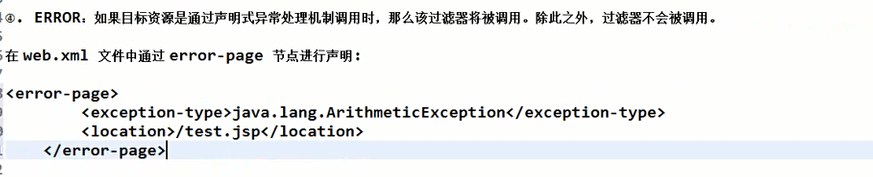 ④. ERROR：如果目标资源是通过声明式异常处理机制调用时，那么该过滤器将被调用。除此之外，过滤器不会被调用。
在 web.xml 文件中通过 error-page 节点进行声明：
<error-page>
<exception-type>java.lang.ArithmeticException</exception-type>
<location>/test.jsp</location>
</error-page>